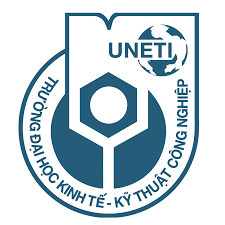 UNETI
TRƯỜNG ĐẠI HỌC KINH TẾ - KỸ THUẬT CÔNG NGHIỆP